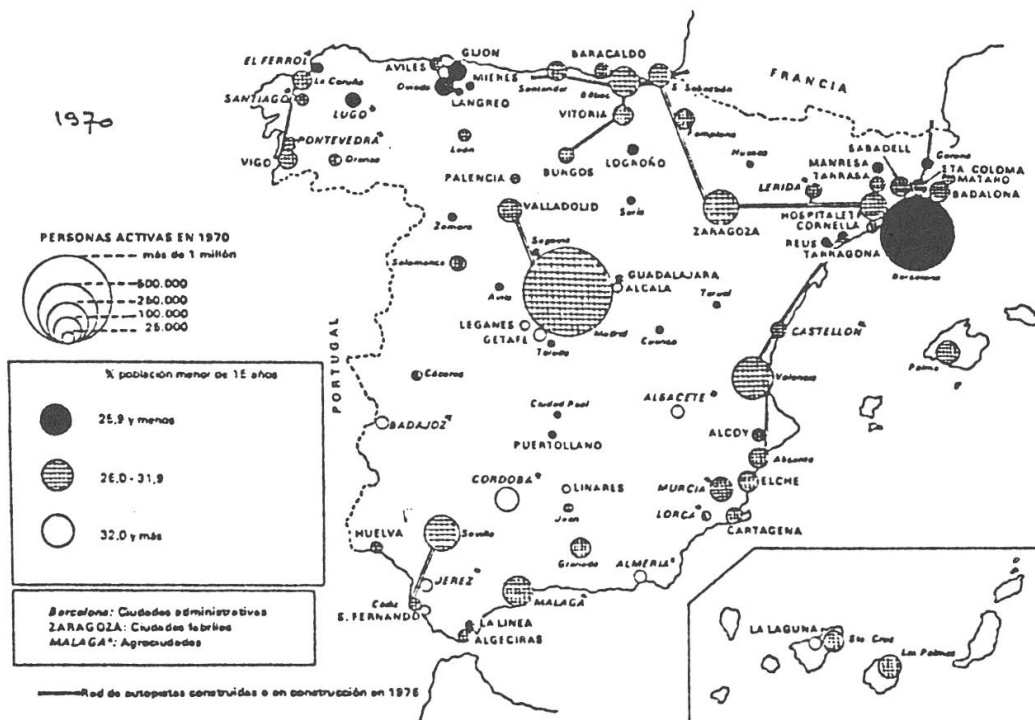 1970
EL FERROL*
La Coruña
SANTIAGO*
LUGO*
PONTEVEDRA*
VIGO
Orense
AVILES
GIJON
MIERES
Oviedo
LANGREO
León
PALENCIA
Santander
BARACALDO
Bilbao
S. Sebastián
VITORIA
BURGOS
LOGROÑO
Pamplona
FRANCIA
Huesca
SABADELL
MANRESA
TARRASA
Gerona
STA COLOMA
MATARO
BADALONA
LERIDA*
HOSPITALET
CORNELLA
REUS
TARRAGONA
Barcelona
ZARAGOZA
Soria
VALLADOLID
Zamora
Segovia
Salamanca
Avila
GUADALAJARA
ALCALA
Madrid
LEGANES
GETAFE
Toledo
Cuenca
Teruel
CASTELLON*
Valencia
Palma
PORTUGAL
Cáceres
BADAJOZ*
Ciudad Real
PUERTOLLANO
ALBACETE*
ALCOY
Alicante
ELCHE
MURCIA*
LORCA*
CARTAGENA
CORDOBA*
LINARES
Jaén
Granada
ALMERIA*
HUELVA
Sevilla
JEREZ*
Cádiz
S. FERNANDO
MALAGA*
LA LINEA
ALGECIRAS
LA LAGUNA
Sta Cruz
Las Palmas
PERSONAS ACTIVAS EN 1970
más de 1 millón
500.000
250.000
100.000
25.000
% población menor de 15 años
25,9 y menos
26,0 - 31,9
32,0 y más
Barcelona: Ciudades administrativas
ZARAGOZA: Ciudades fabriles
MALAGA*: Agrociudades
Red de autopistas construidas o en construcción en 1975